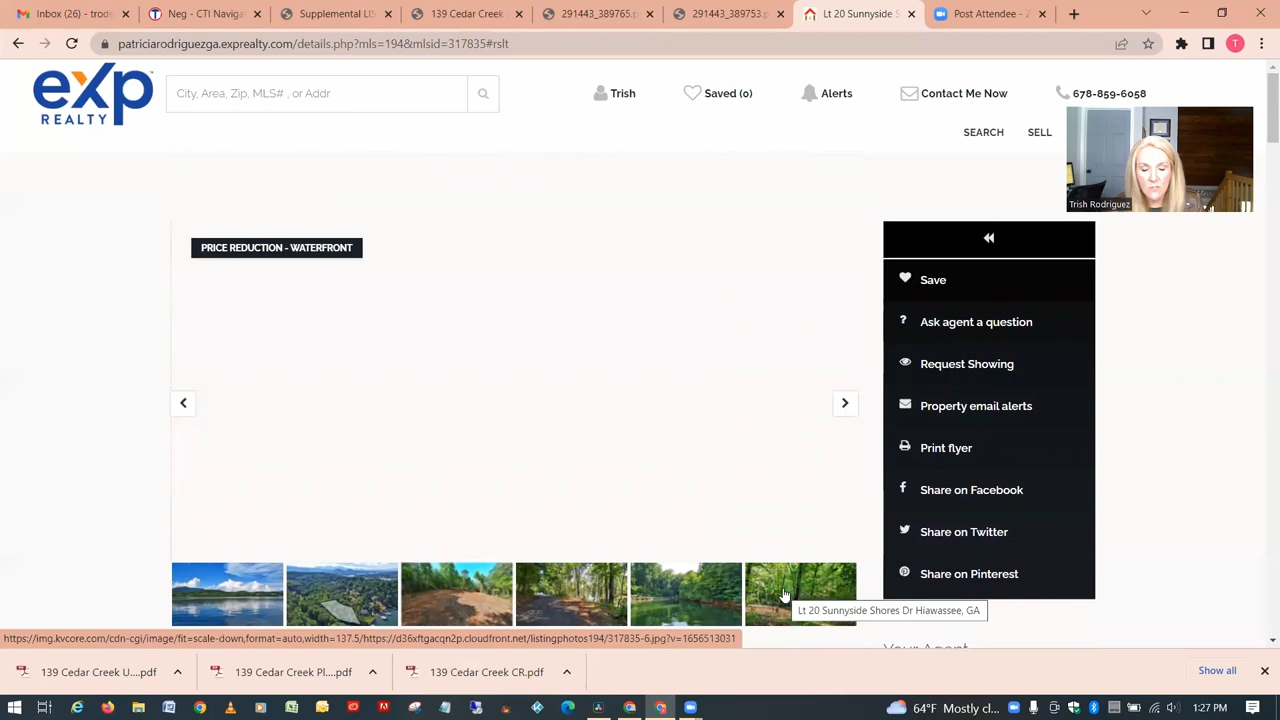 Inbox (26) - trods
Neg - CTI Navigat
Supplemental LIS
139 Cedar Creek
291443_389765.p
291443_389753.p
Lt 20 Sunnyside S
Post Attendee - Z
patriciarodriguezga.exprealty.com/details.php?mls=194&mlsid=317835#rslt
T
eXp
REALTY
City, Area, Zip, MLS# , or Addr
Trish
Saved (0)
Alerts
Contact Me Now
678-859-6058
SEARCH
SELL
Trish Rodriguez
PRICE REDUCTION - WATERFRONT
Save
Ask agent a question
Request Showing
Property email alerts
Print flyer
Share on Facebook
Share on Twitter
Share on Pinterest
Lt 20 Sunnyside Shores Dr Hiawassee, GA
https://img.kvcore.com/cdn-cgi/image/fit=scale-down,format=auto,width=137.5/https://d36xftgacqn2p.cloudfront.net/listingphotos194/317835-6.jpg?v=1656513031
Your Agent
139 Cedar Creek U....pdf
139 Cedar Creek Pl....pdf
139 Cedar Creek CR.pdf
Show all
64°F Mostly cl...
1:27 PM